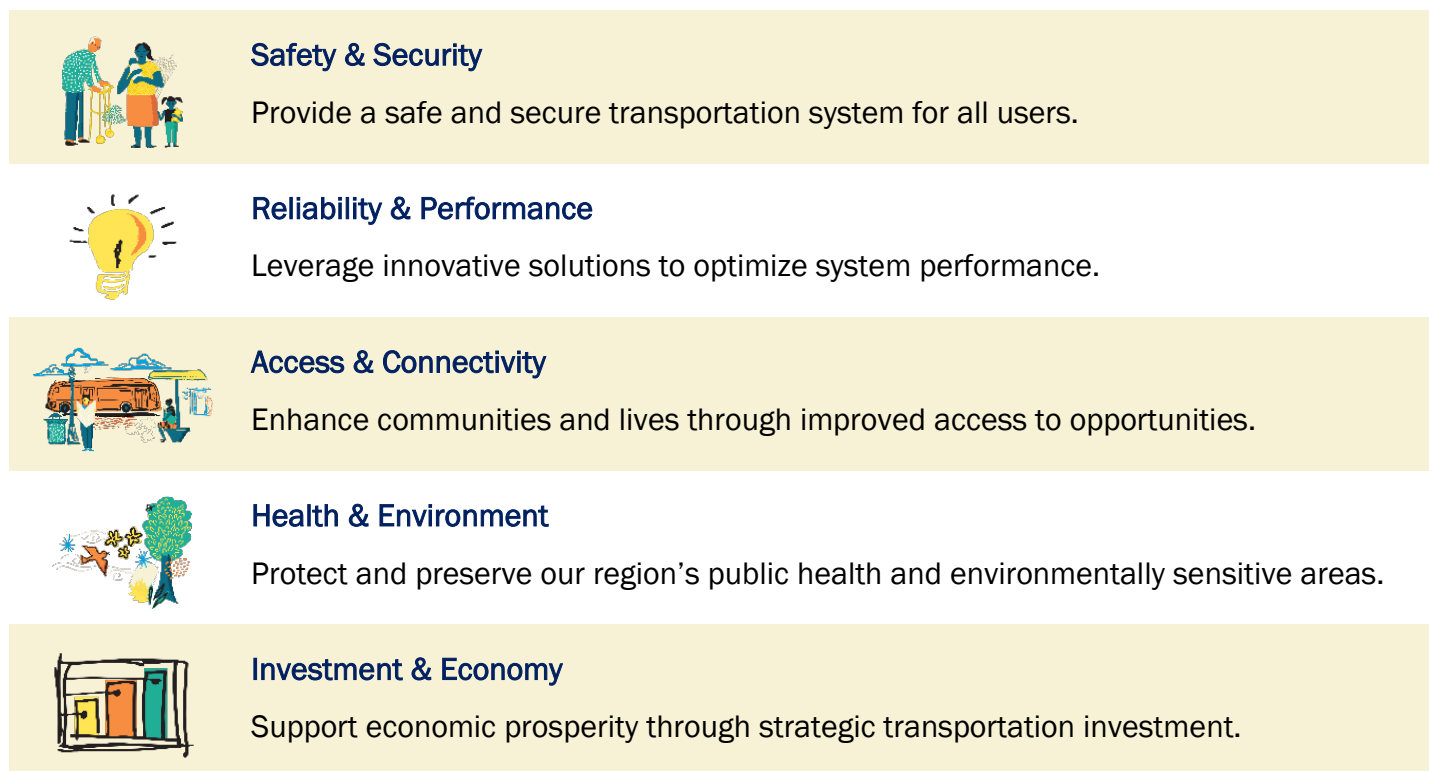 Safety & Security
Provide a safe and secure transportation system for all users.
Reliability & Performance
Leverage innovative solutions to optimize system performance.
Access & Connectivity
Enhance communities and lives through improved access to opportunities.
Health & Environment
Protect and preserve our region’s public health and environmentally sensitive areas.
Investment & Economy
Support economic prosperity through strategic transportation investment.